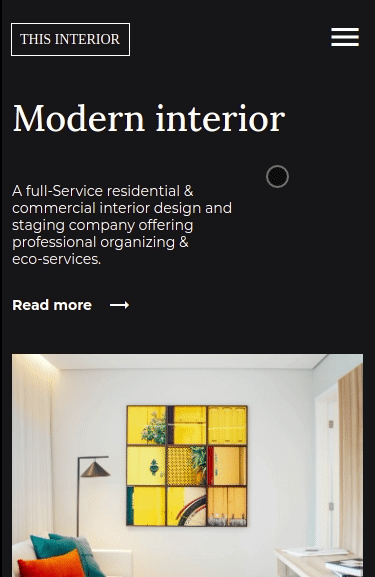 THIS INTERIOR
Modern interior
A full-Service residential &
commercial interior design and
staging company offering
professional organizing &
eco-services.
Read more